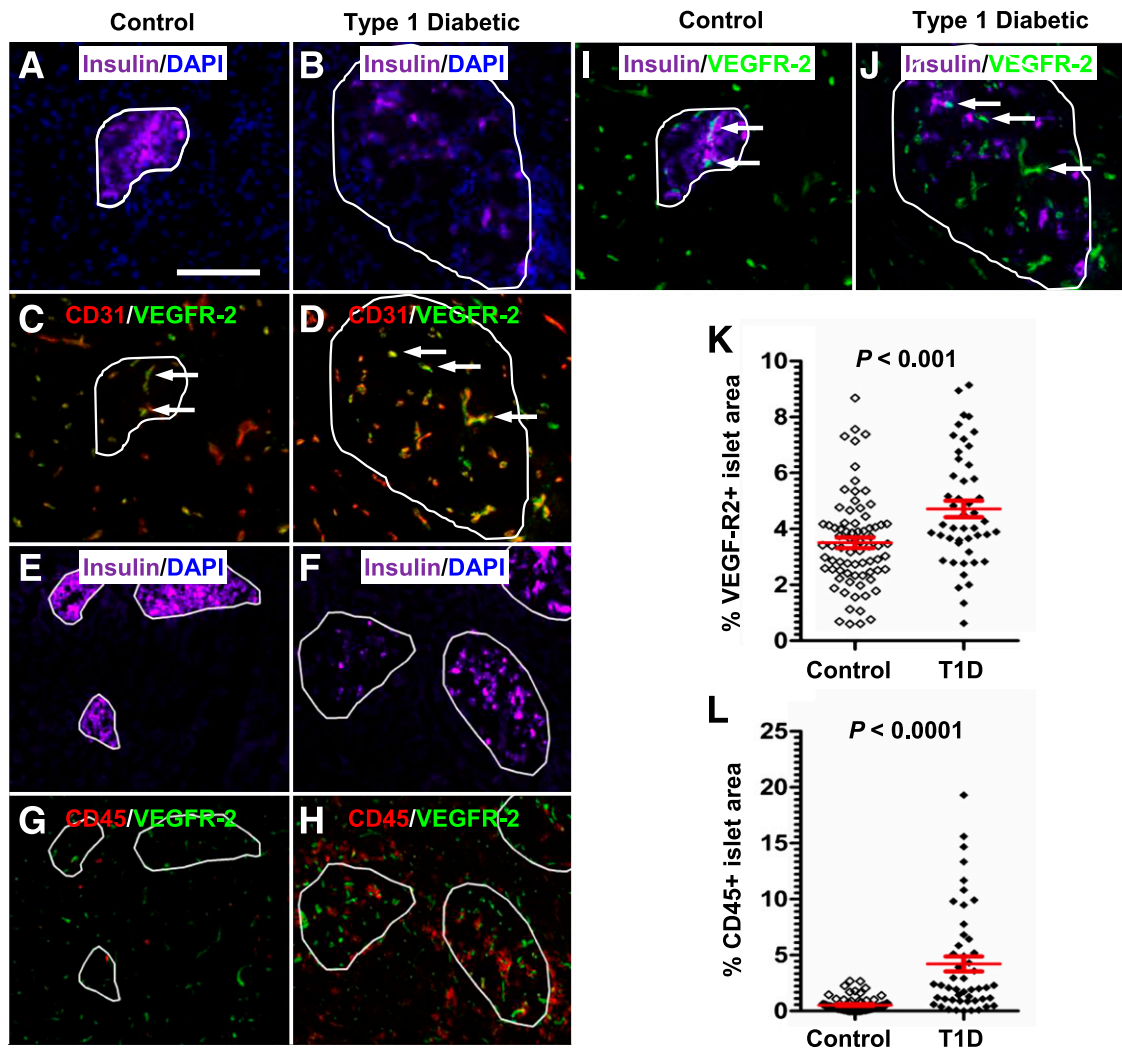 Control
Type 1 Diabetic
Control
Type 1 Diabetic
A
Insulin/DAPI
B
Insulin/DAPI
I
Insulin/VEGFR-2
J
Insulin/VEGFR-2
C
CD31/VEGFR-2
D
CD31/VEGFR-2
E
Insulin/DAPI
F
Insulin/DAPI
G
CD45/VEGFR-2
H
CD45/VEGFR-2
K
P < 0.001
% VEGF-R2+ islet area
10
8
6
4
2
0
Control
T1D
L
P < 0.0001
% CD45+ islet area
25
20
15
10
5
0
Control
T1D